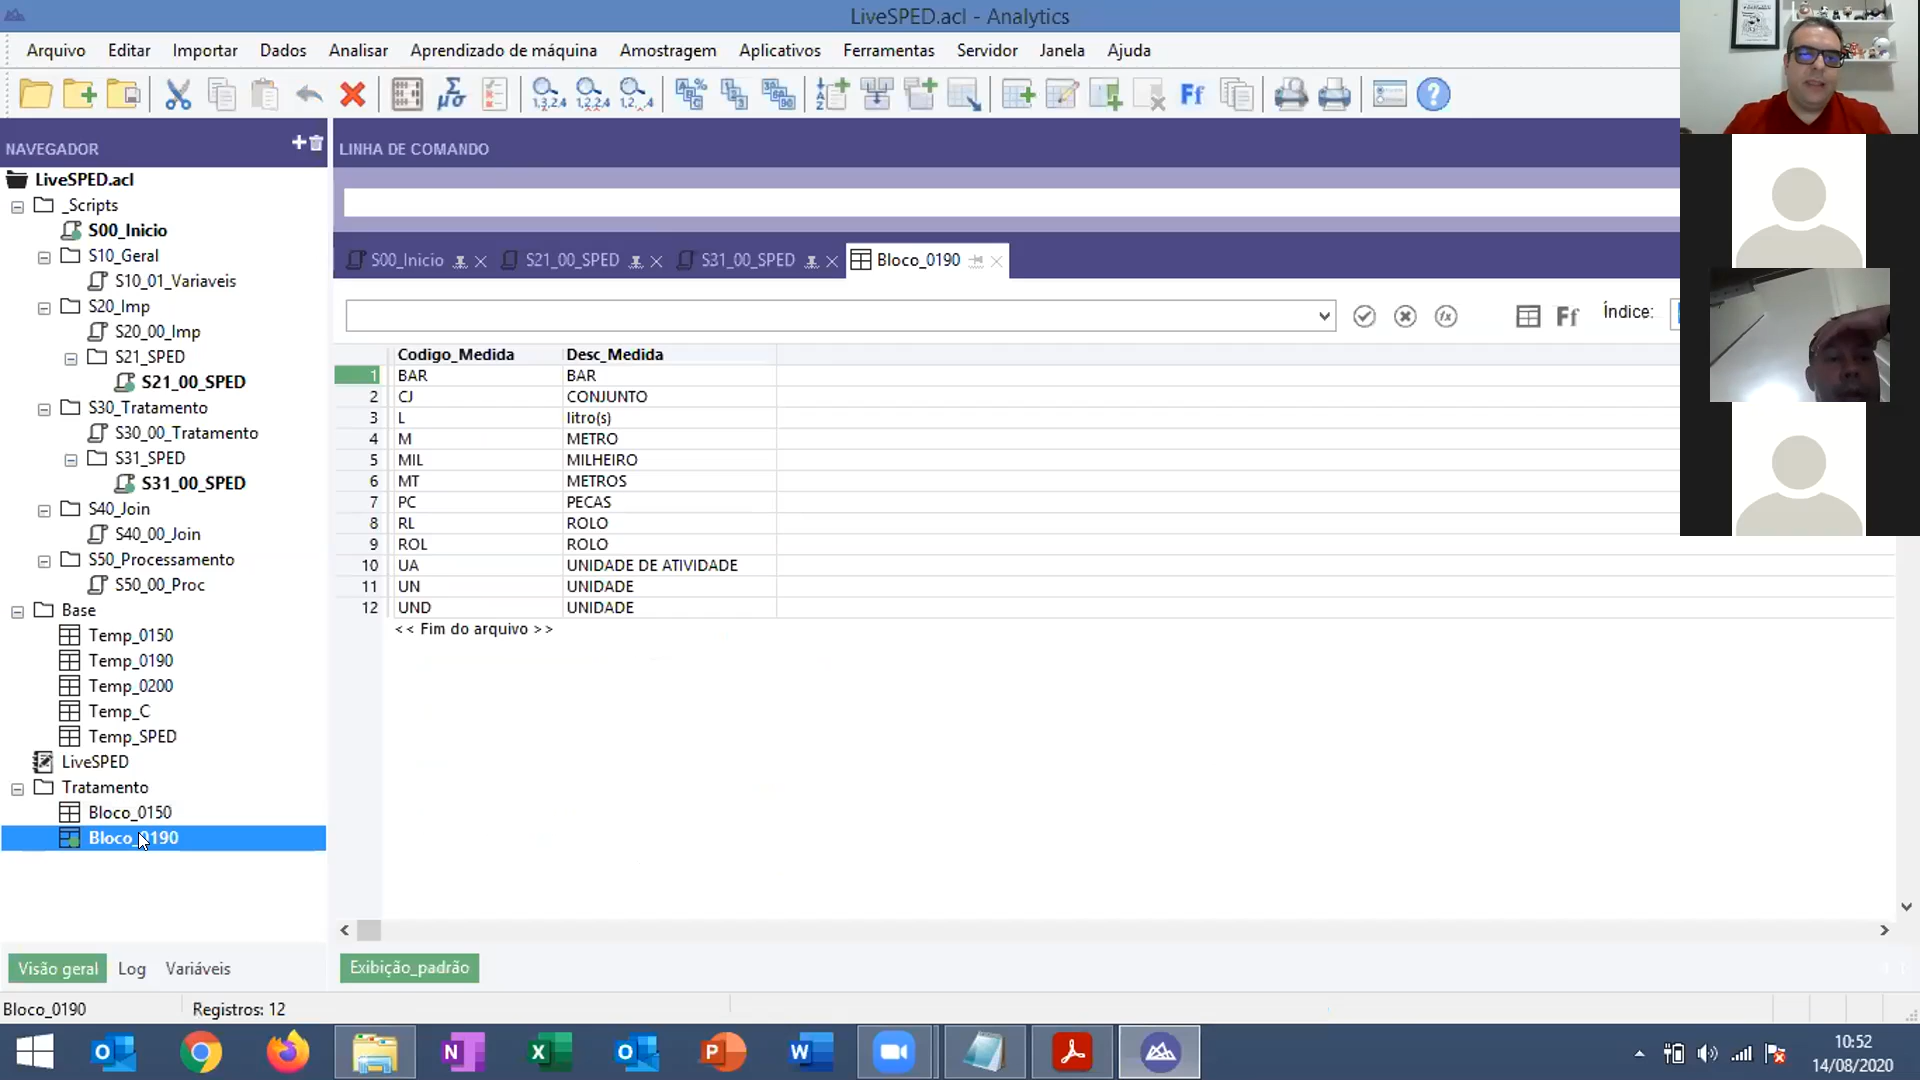 LiveSPED.acl - Analytics
Arquivo Editar Importar Dados Analisar Aprendizado de máquina Amostragem Aplicativos Ferramentas Servidor Janela Ajuda
NAVEGADOR
LINHA DE COMANDO
LiveSPED.acl
_Scripts
S00_Inicio
S10_Geral
S10_01_Variaveis
S20_Imp
S20_00_Imp
S21_SPED
S21_00_SPED
S30_Tratamento
S30_00_Tratamento
S31_SPED
S31_00_SPED
S40_Join
S40_00_Join
S50_Processamento
S50_00_Proc
Base
Temp_0150
Temp_0190
Temp_0200
Temp_C
Temp_SPED
LiveSPED
Tratamento
Bloco_0150
Bloco_0190
S00_Inicio S21_00_SPED S31_00_SPED Bloco_0190
Ff Índice:
Codigo_Medida Desc_Medida
1 BAR BAR
2 CJ CONJUNTO
3 L litro(s)
4 M METRO
5 MIL MILHEIRO
6 MT METROS
7 PC PECAS
8 RL ROLO
9 ROL ROLO
10 UA UNIDADE DE ATIVIDADE
11 UN UNIDADE
12 UND UNIDADE
<< Fim do arquivo >>
Visão geral Log Variáveis
Exibição_padrão
Bloco_0190 Registros: 12
10:52
14/08/2020